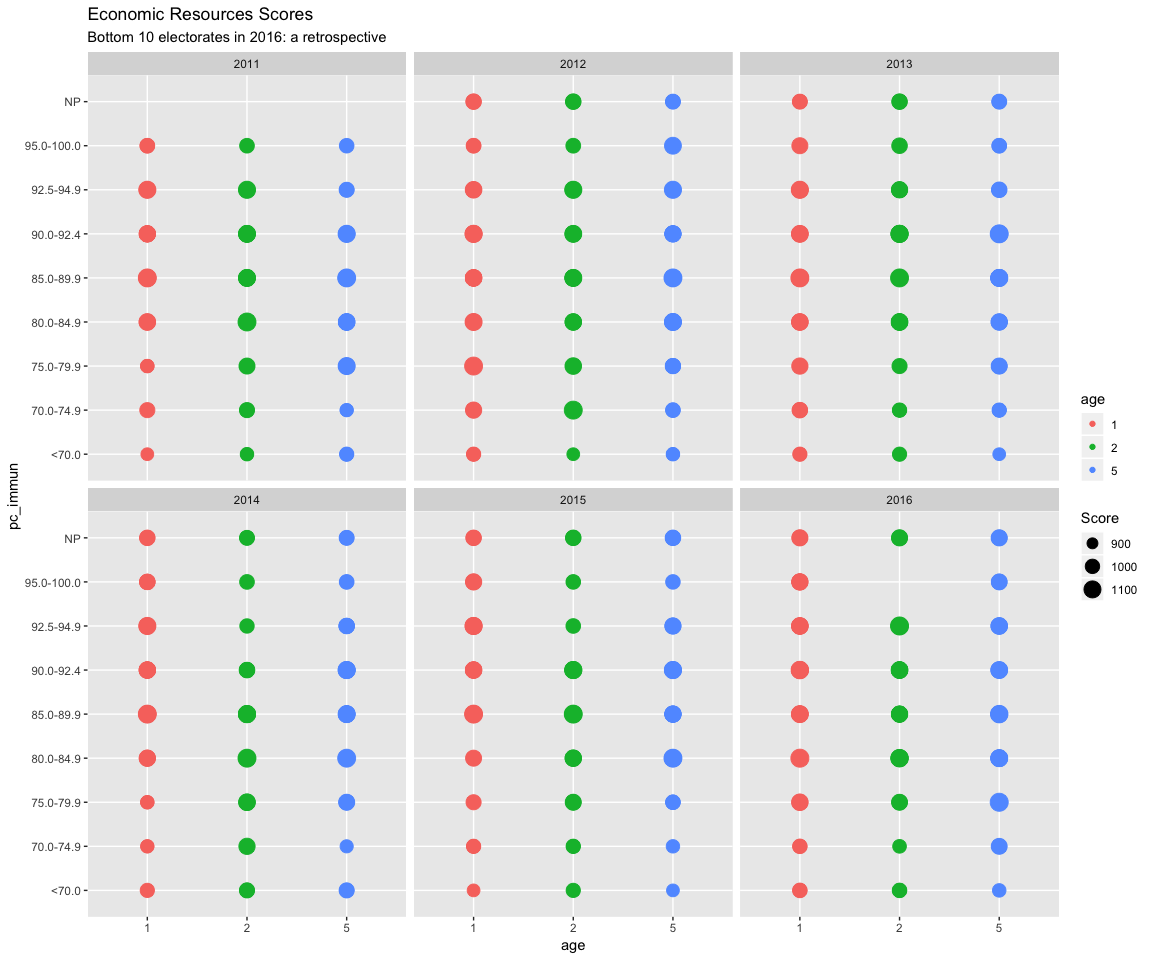 Economic Resources Scores
Bottom 10 electorates in 2016: a retrospective
2011
2012
2013
NP
95.0-100.0
92.5-94.9
90.0-92.4
85.0-89.9
80.0-84.9
75.0-79.9
70.0-74.9
<70.0
pc_immun
2014
2015
2016
NP
95.0-100.0
92.5-94.9
90.0-92.4
85.0-89.9
80.0-84.9
75.0-79.9
70.0-74.9
<70.0
1 2 5
1 2 5
1 2 5
age
age
1
2
5
Score
900
1000
1100